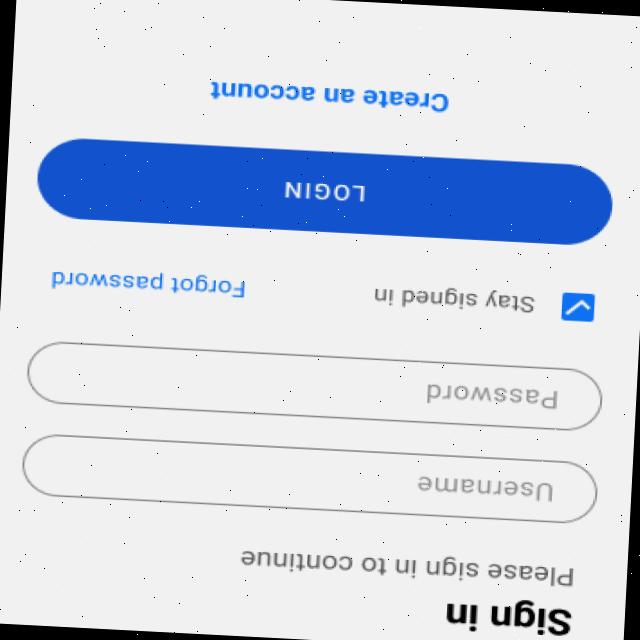 Sign in
Please sign in to continue
Username
Password
Stay signed in Forgot password
LOGIN
Create an account